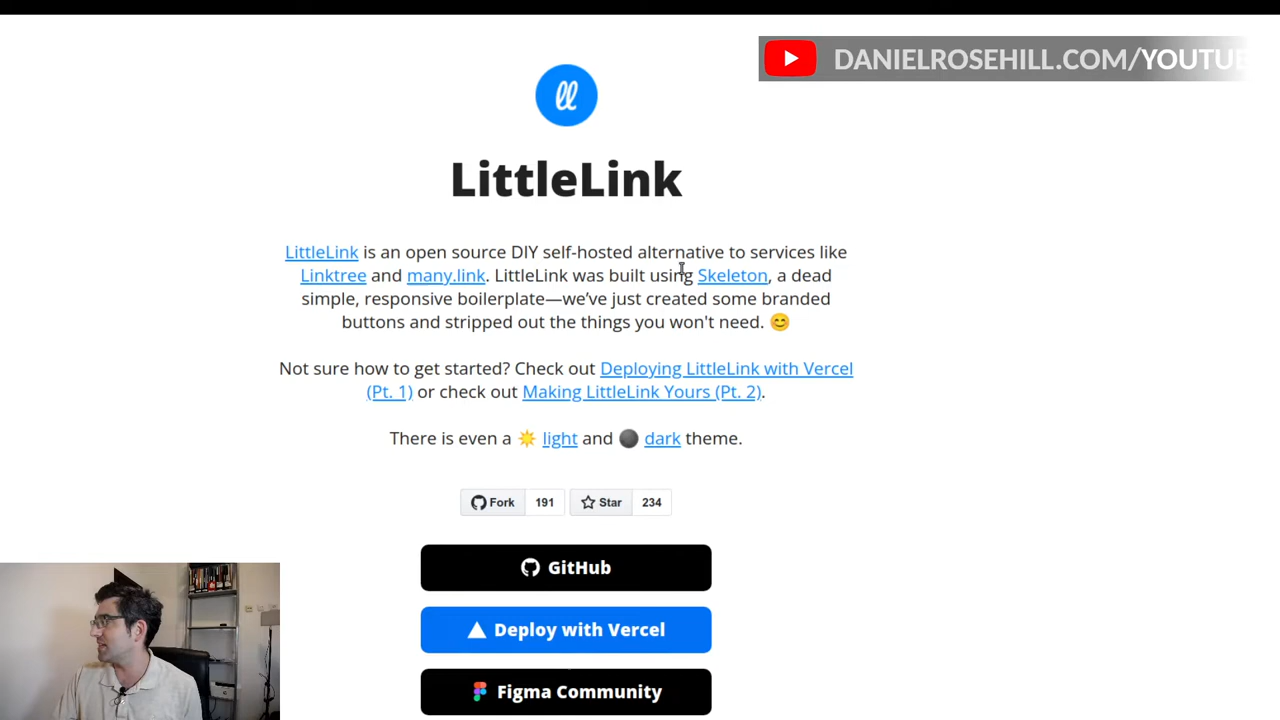 DANIELROSEHILL.COM/YOUTUBE
ll
LittleLink
LittleLink is an open source DIY self-hosted alternative to services like
Linktree and many.link. LittleLink was built using Skeleton, a dead
simple, responsive boilerplate—we’ve just created some branded
buttons and stripped out the things you won't need. 😊
Not sure how to get started? Check out Deploying LittleLink with Vercel
(Pt. 1) or check out Making LittleLink Yours (Pt. 2).
There is even a ☀️ light and 🌑 dark theme.
Fork 191 Star 234
GitHub
Deploy with Vercel
Figma Community